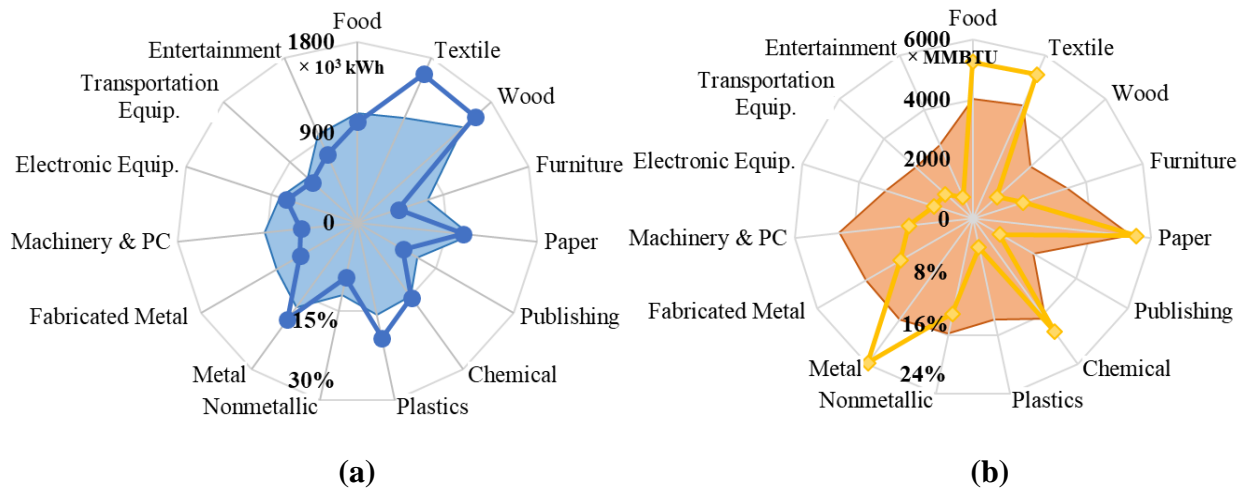 Food
1800
× 10³ kWh
Entertainment
Textile
Transportation
Equip.
Wood
900
Electronic Equip.
Furniture
0
Machinery & PC
Paper
Fabricated Metal
15%
Publishing
Metal
30%
Chemical
Nonmetallic
Plastics
(a)
Food
6000
× MMBTU
Entertainment
Textile
Transportation
Equip.
4000
Wood
Electronic Equip.
2000
Furniture
0
Machinery & PC
Paper
8%
Fabricated Metal
Publishing
16%
Metal
24%
Chemical
Nonmetallic
Plastics
(b)